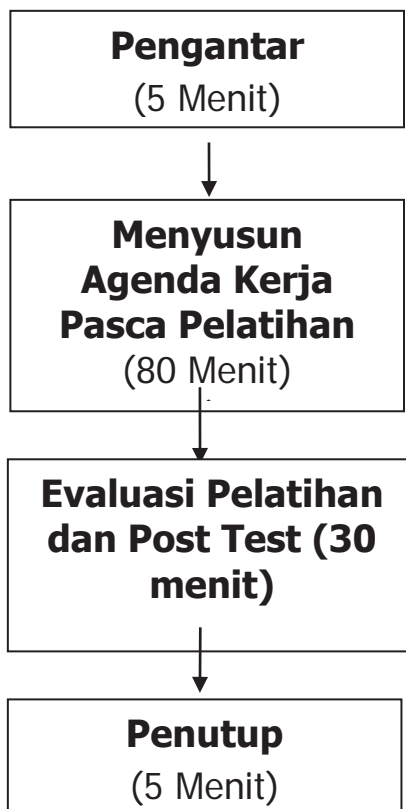 Pengantar
(5 Menit)
Menyusun
Agenda Kerja
Pasca Pelatihan
(80 Menit)
Evaluasi Pelatihan
dan Post Test (30
menit)
Penutup
(5 Menit)